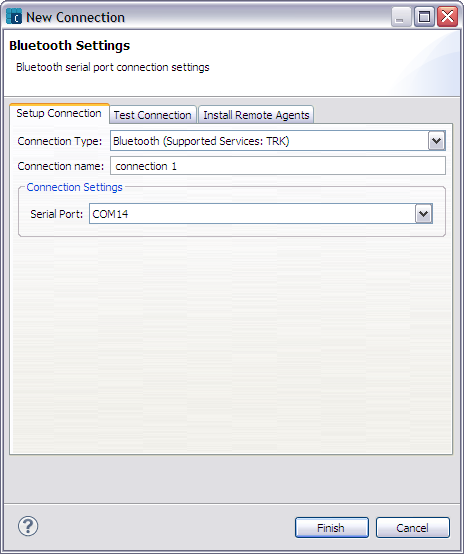 New Connection
Bluetooth Settings
Bluetooth serial port connection settings
Setup Connection Test Connection Install Remote Agents
Connection Type: Bluetooth (Supported Services: TRK)
Connection name: connection 1
Connection Settings
Serial Port: COM14
? Finish Cancel